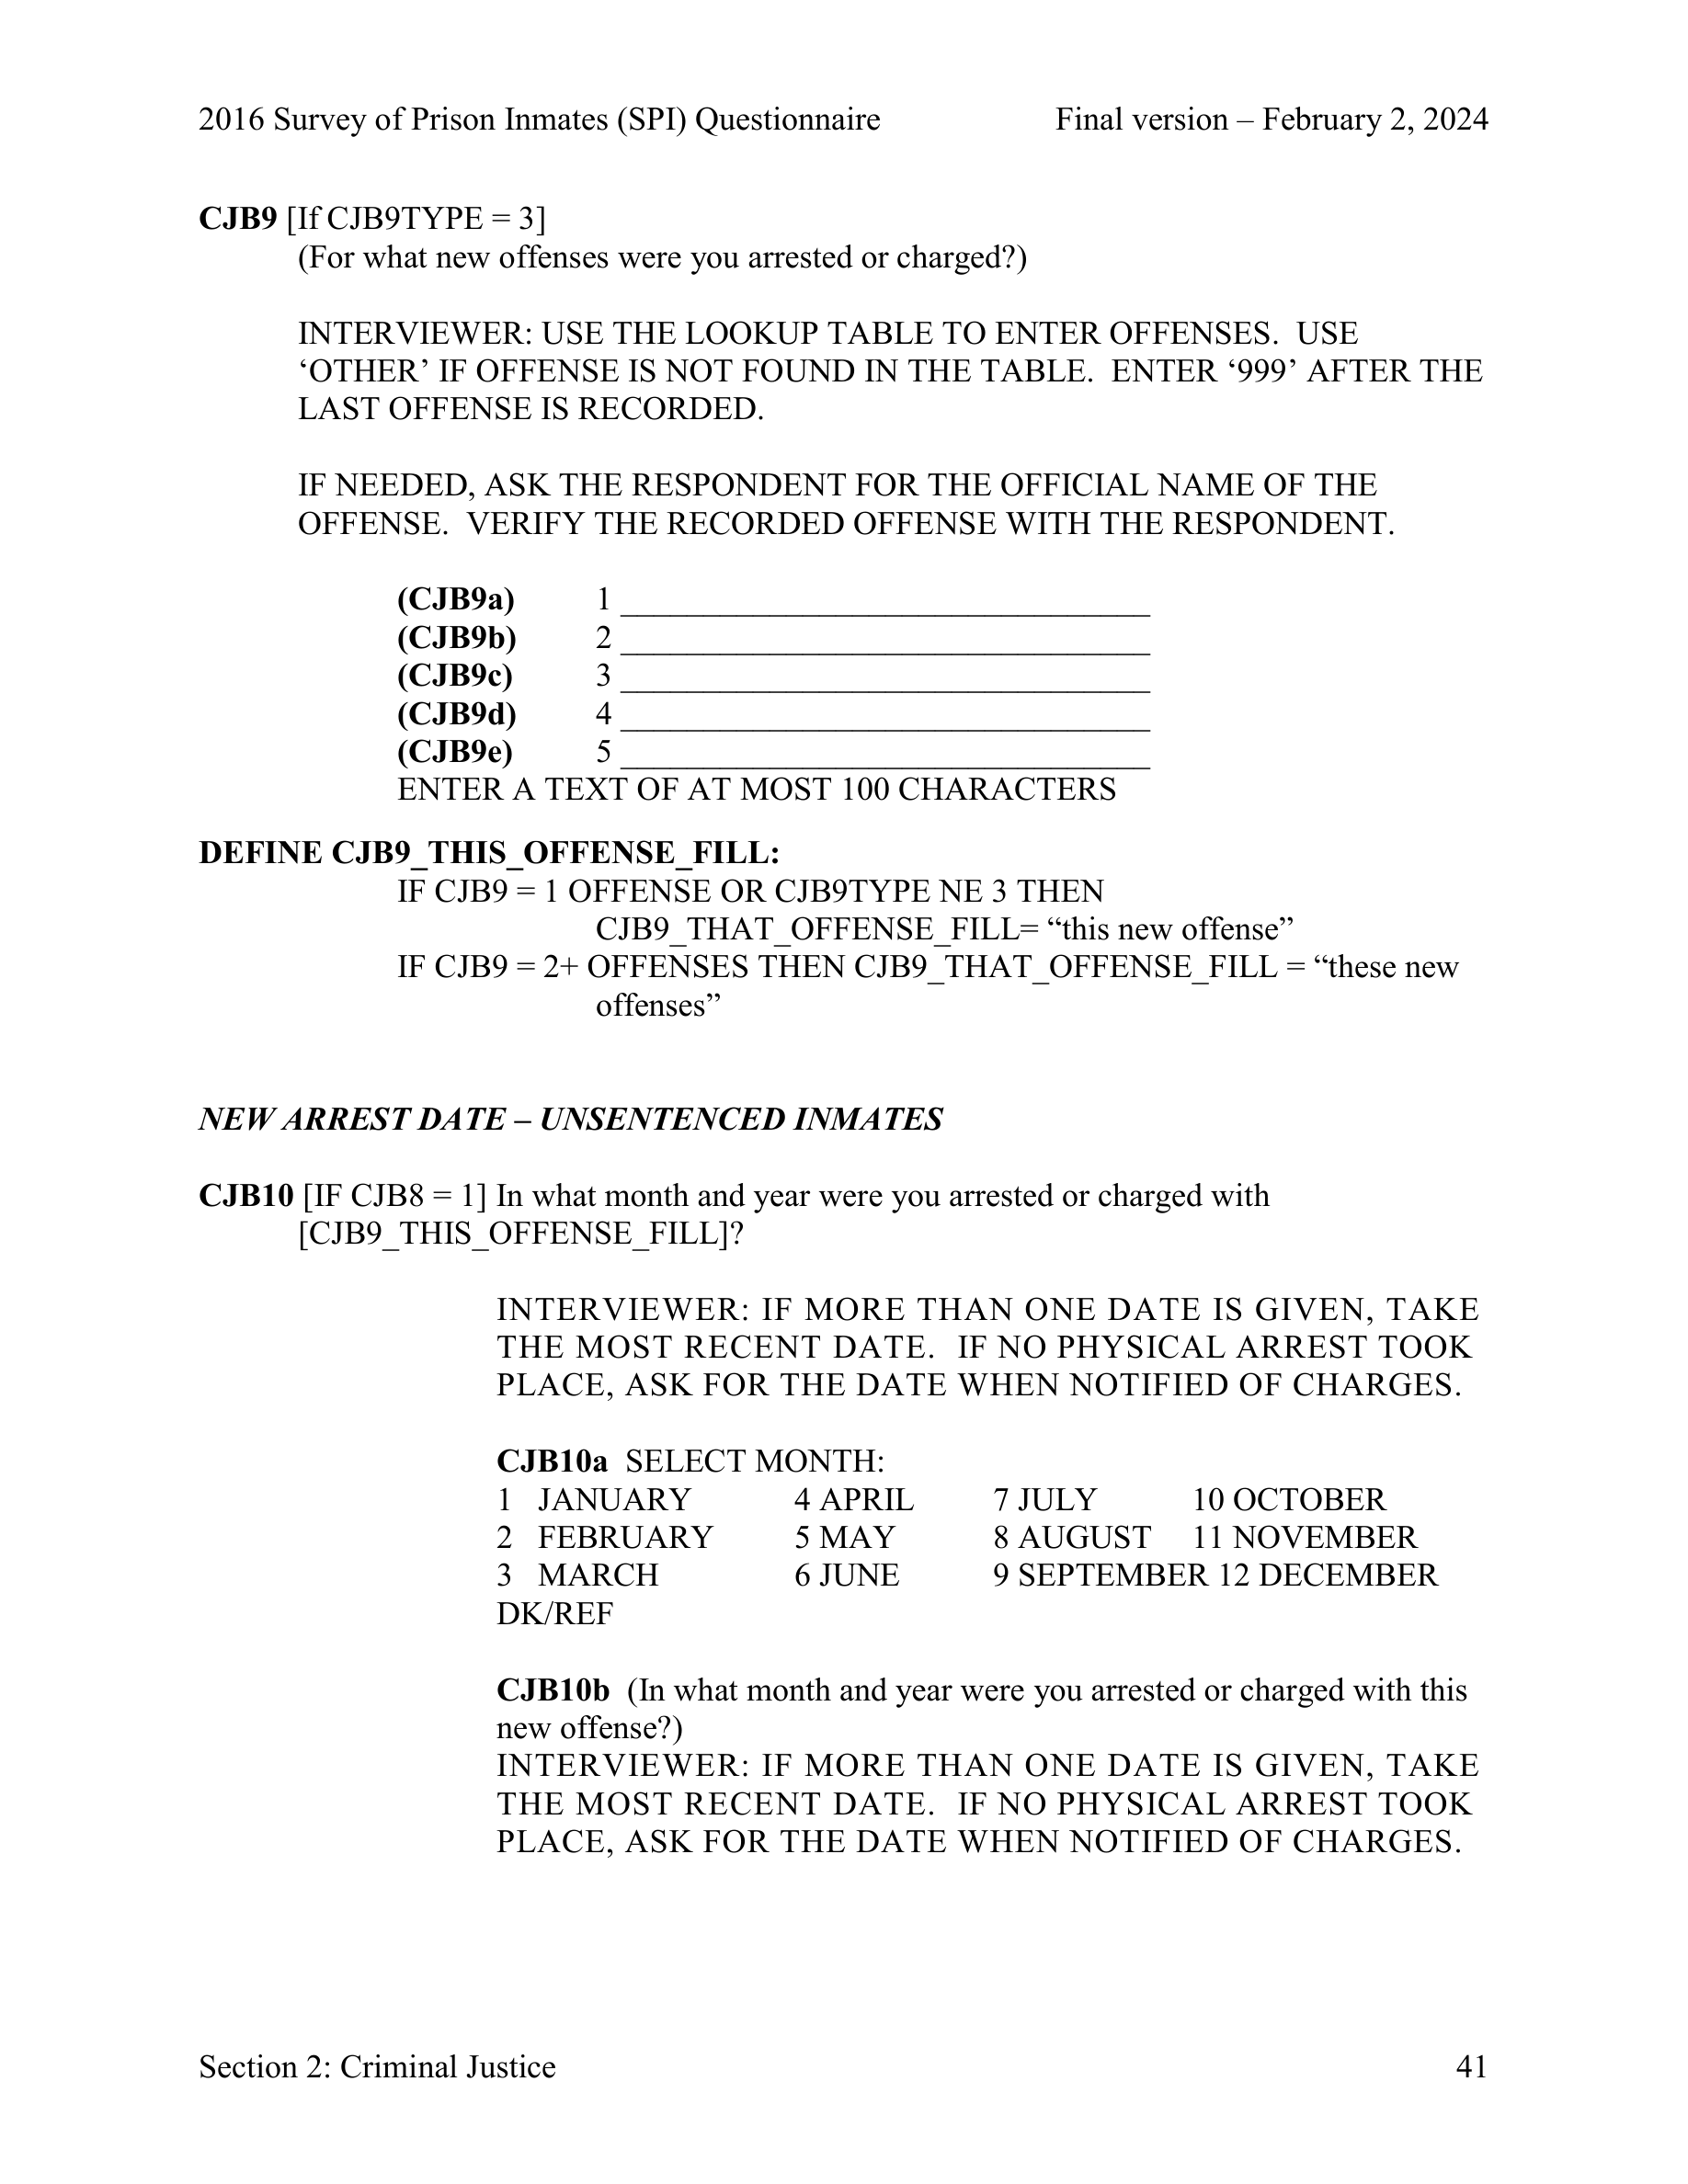 2016 Survey of Prison Inmates (SPI) Questionnaire Final version – February 2, 2024
CJB9 [If CJB9TYPE = 3]
(For what new offenses were you arrested or charged?)
INTERVIEWER: USE THE LOOKUP TABLE TO ENTER OFFENSES.  USE
‘OTHER’ IF OFFENSE IS NOT FOUND IN THE TABLE.  ENTER ‘999’ AFTER THE
LAST OFFENSE IS RECORDED.
IF NEEDED, ASK THE RESPONDENT FOR THE OFFICIAL NAME OF THE
OFFENSE.  VERIFY THE RECORDED OFFENSE WITH THE RESPONDENT.
(CJB9a) 1 ________________________________
(CJB9b) 2 ________________________________
(CJB9c) 3 ________________________________
(CJB9d) 4 ________________________________
(CJB9e) 5 ________________________________
ENTER A TEXT OF AT MOST 100 CHARACTERS
DEFINE CJB9_THIS_OFFENSE_FILL:
IF CJB9 = 1 OFFENSE OR CJB9TYPE NE 3 THEN
CJB9_THAT_OFFENSE_FILL= “this new offense”
IF CJB9 = 2+ OFFENSES THEN CJB9_THAT_OFFENSE_FILL = “these new
offenses”
NEW ARREST DATE – UNSENTENCED INMATES
CJB10 [IF CJB8 = 1] In what month and year were you arrested or charged with
[CJB9_THIS_OFFENSE_FILL]?
INTERVIEWER: IF MORE THAN ONE DATE IS GIVEN, TAKE
THE MOST RECENT DATE.  IF NO PHYSICAL ARREST TOOK
PLACE, ASK FOR THE DATE WHEN NOTIFIED OF CHARGES.
CJB10a  SELECT MONTH:
1 JANUARY 4 APRIL 7 JULY 10 OCTOBER
2 FEBRUARY 5 MAY 8 AUGUST 11 NOVEMBER
3 MARCH 6 JUNE 9 SEPTEMBER 12 DECEMBER
DK/REF
CJB10b  (In what month and year were you arrested or charged with this
new offense?)
INTERVIEWER: IF MORE THAN ONE DATE IS GIVEN, TAKE
THE MOST RECENT DATE.  IF NO PHYSICAL ARREST TOOK
PLACE, ASK FOR THE DATE WHEN NOTIFIED OF CHARGES.
Section 2: Criminal Justice 41